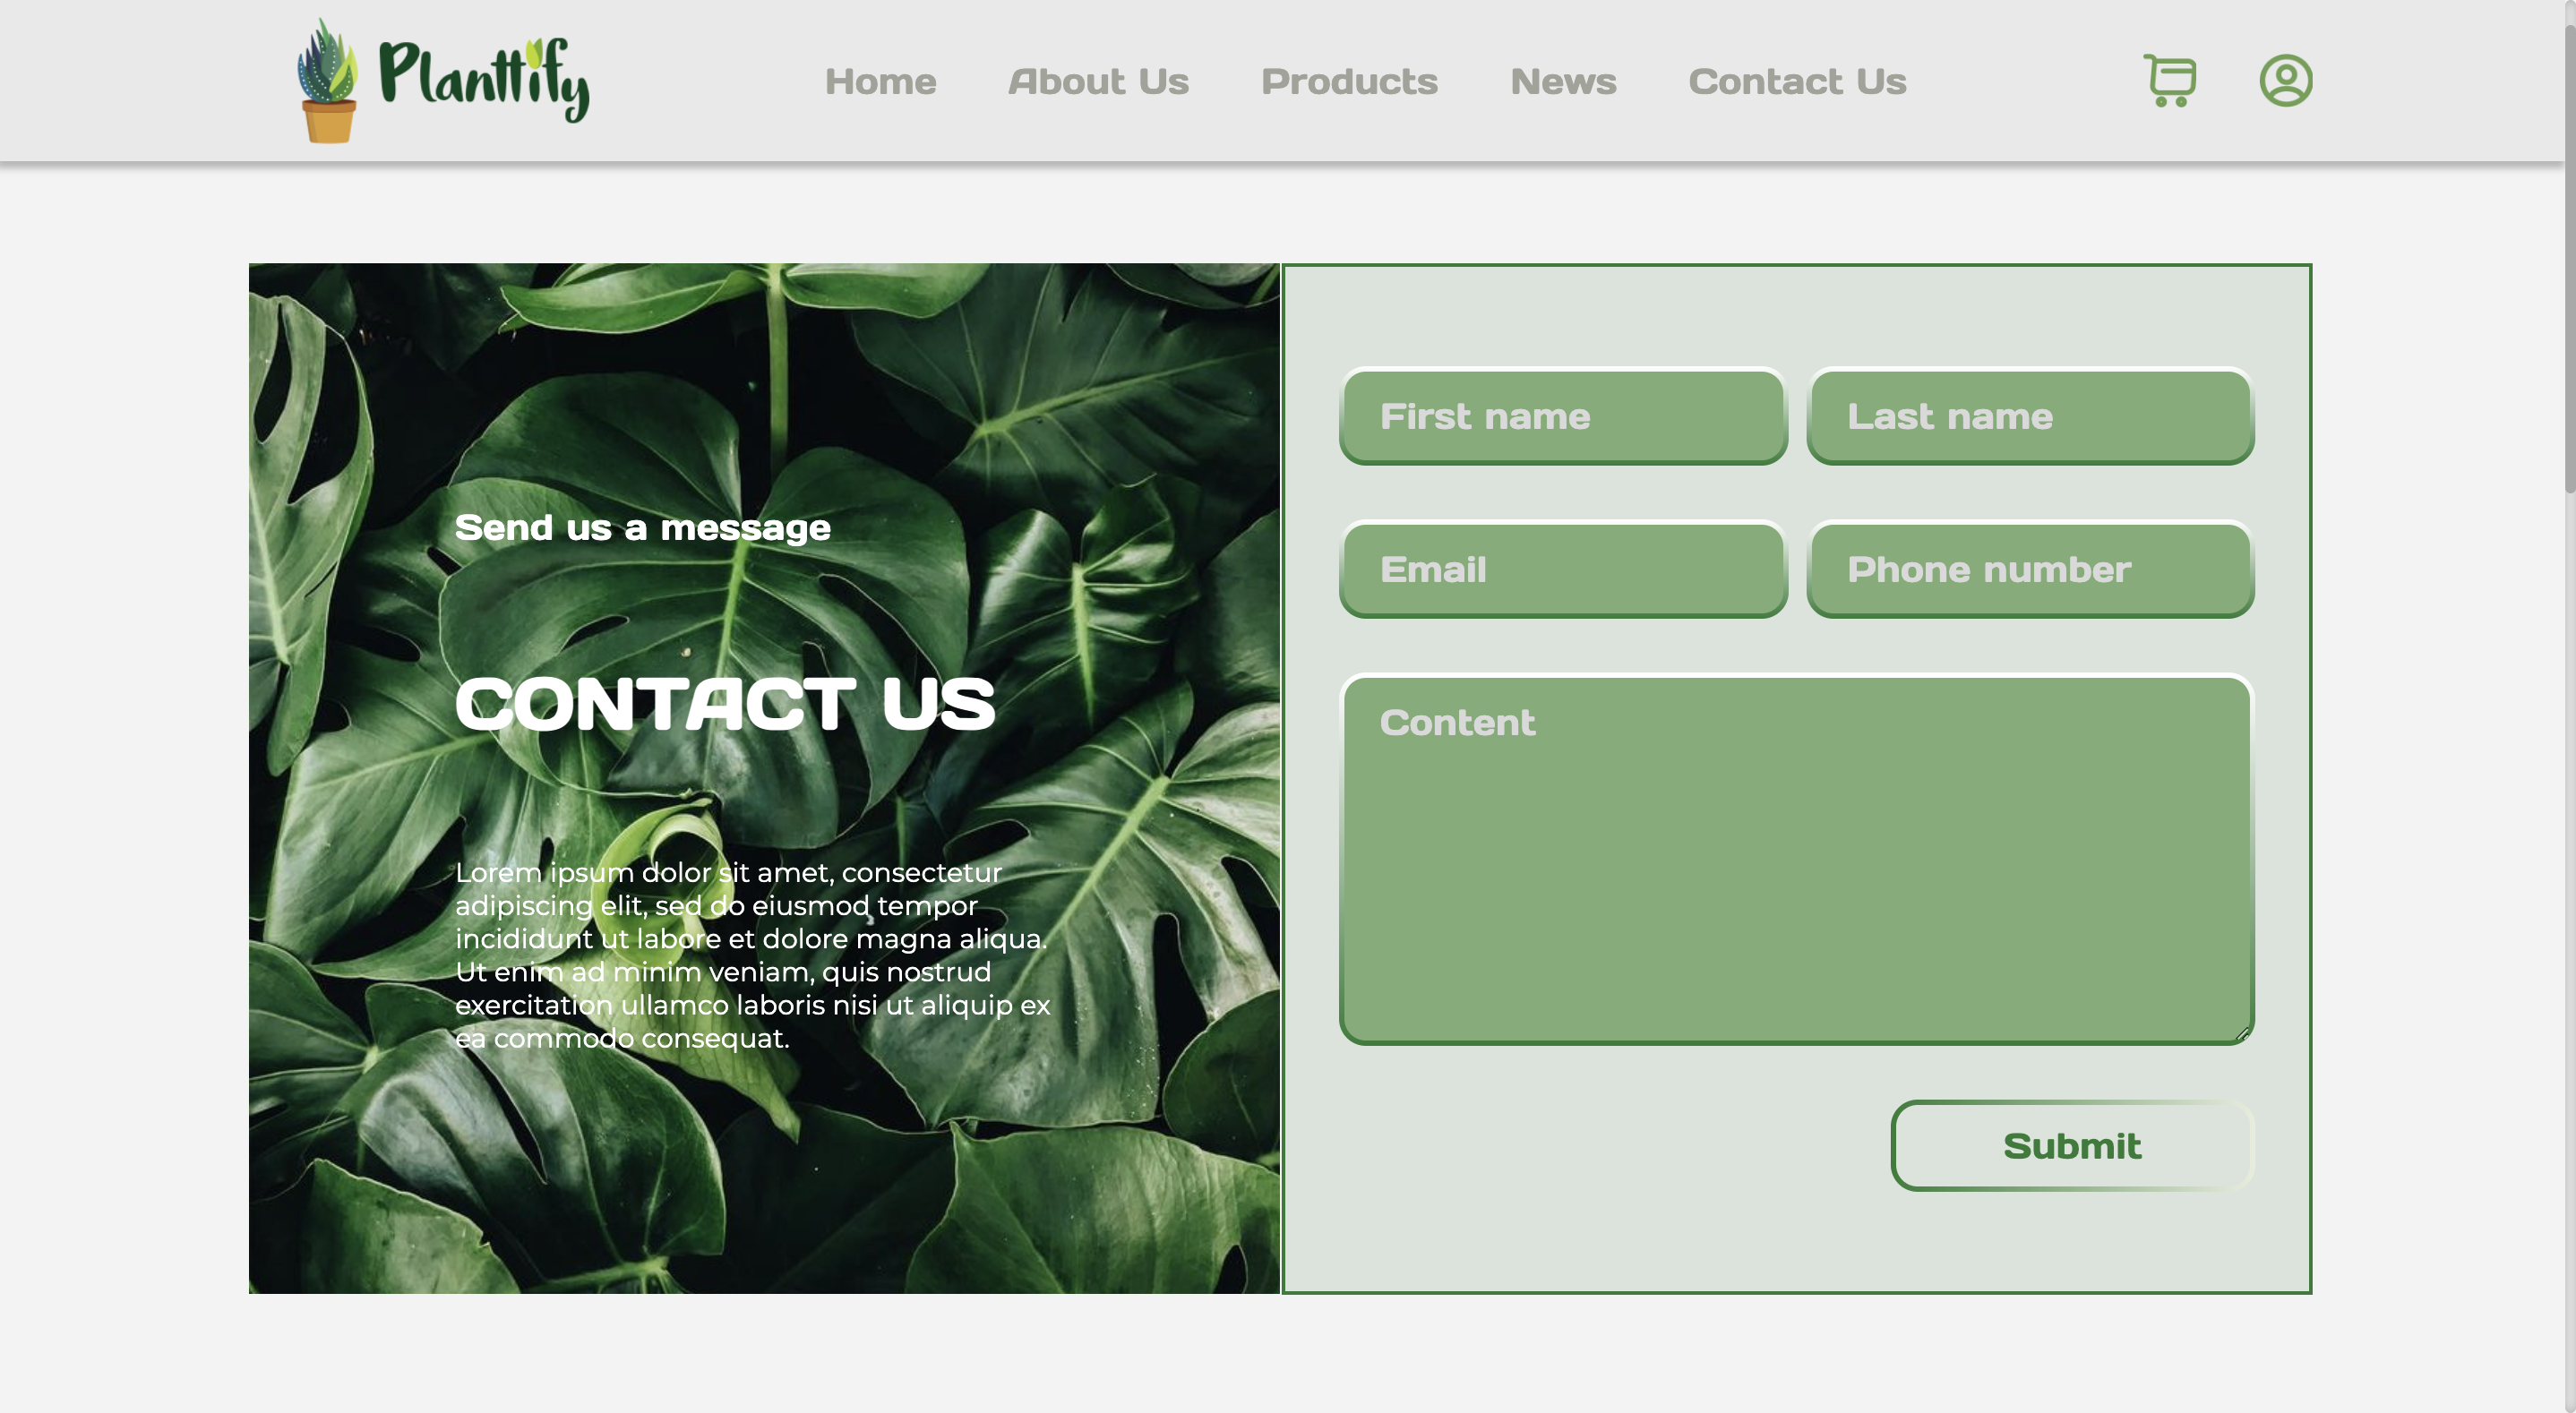 Planttify
Home About Us Products News Contact Us
Send us a message
CONTACT US
Lorem ipsum dolor sit amet, consectetur
adipiscing elit, sed do eiusmod tempor
incididunt ut labore et dolore magna aliqua.
Ut enim ad minim veniam, quis nostrud
exercitation ullamco laboris nisi ut aliquip ex
ea commodo consequat.
First name Last name
Email Phone number
Content
Submit